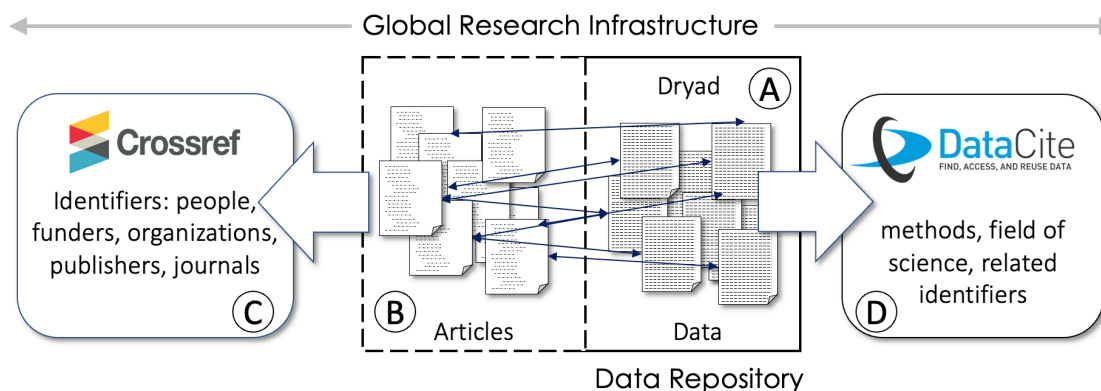 Global Research Infrastructure
Crossref
Identifiers: people,
funders, organizations,
publishers, journals
C
Dryad
A
B
Articles
Data
Data Repository
DataCite
FIND, ACCESS, AND REUSE DATA
methods, field of
science, related
identifiers
D